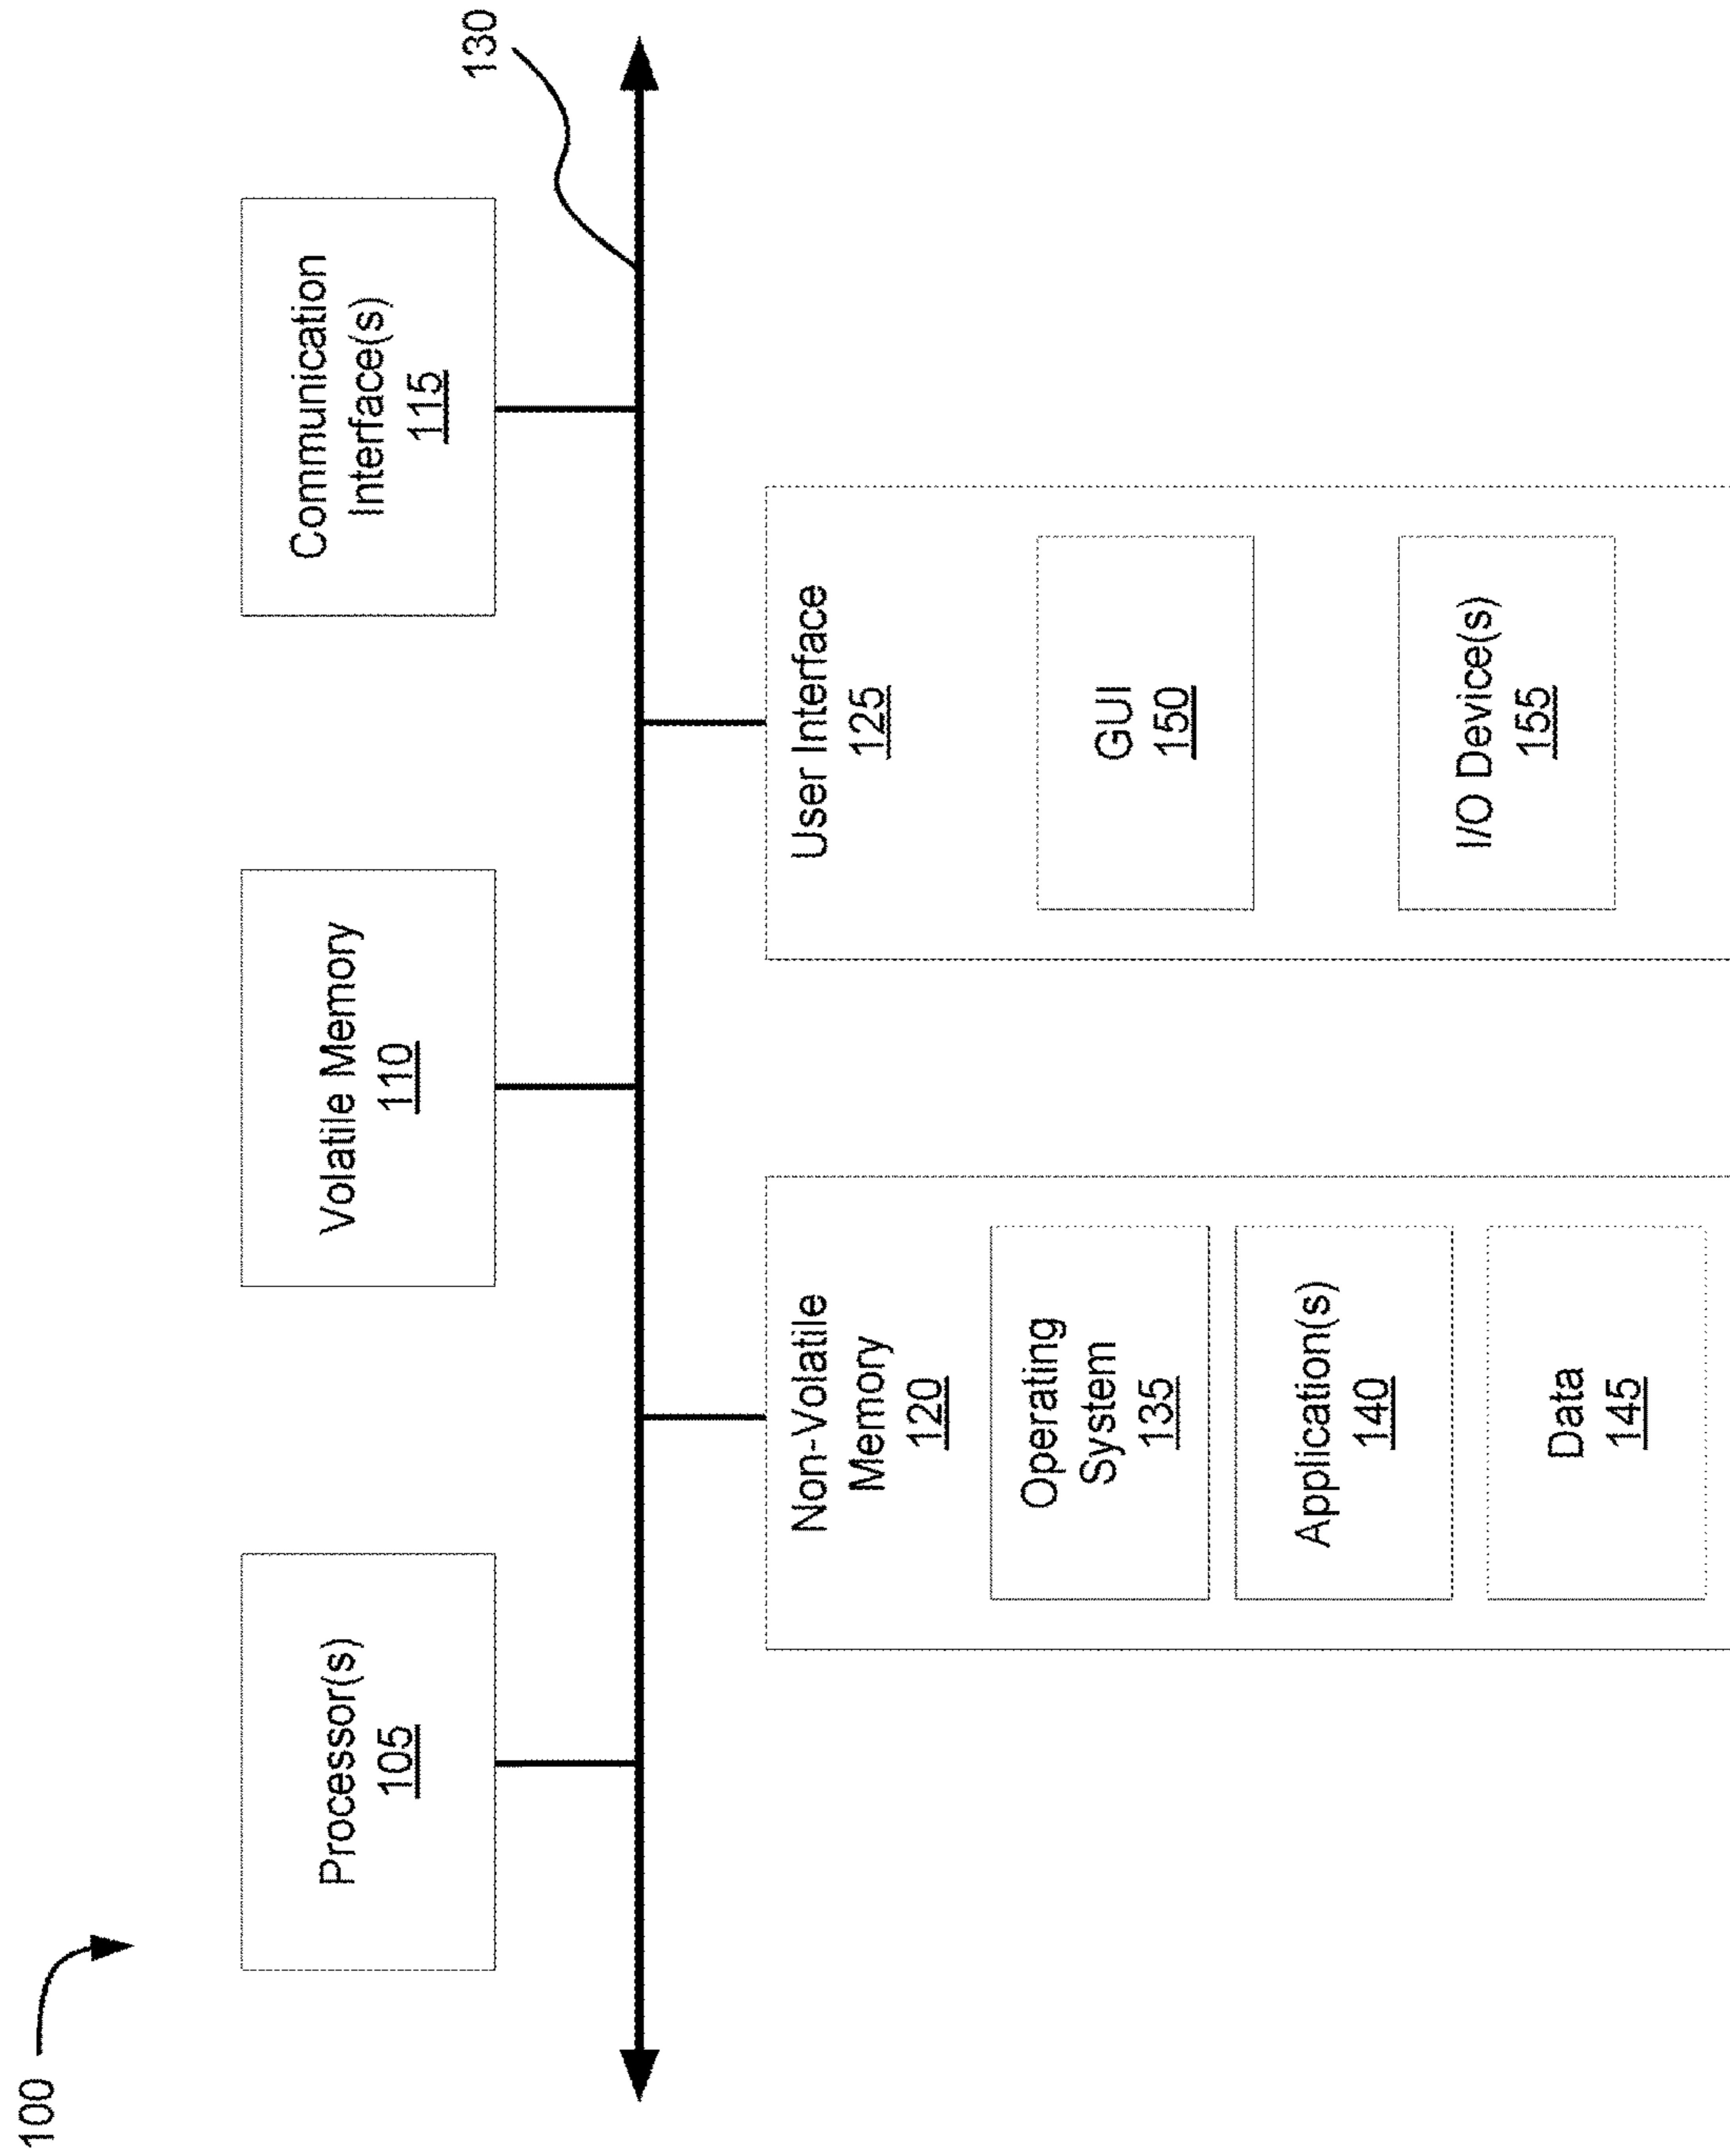 100
Processor(s)
105
Volatile Memory
110
Communication
Interface(s)
115
130
Non-Volatile
Memory
120
Operating
System
135
Application(s)
140
Data
145
User Interface
125
GUI
150
I/O Device(s)
155